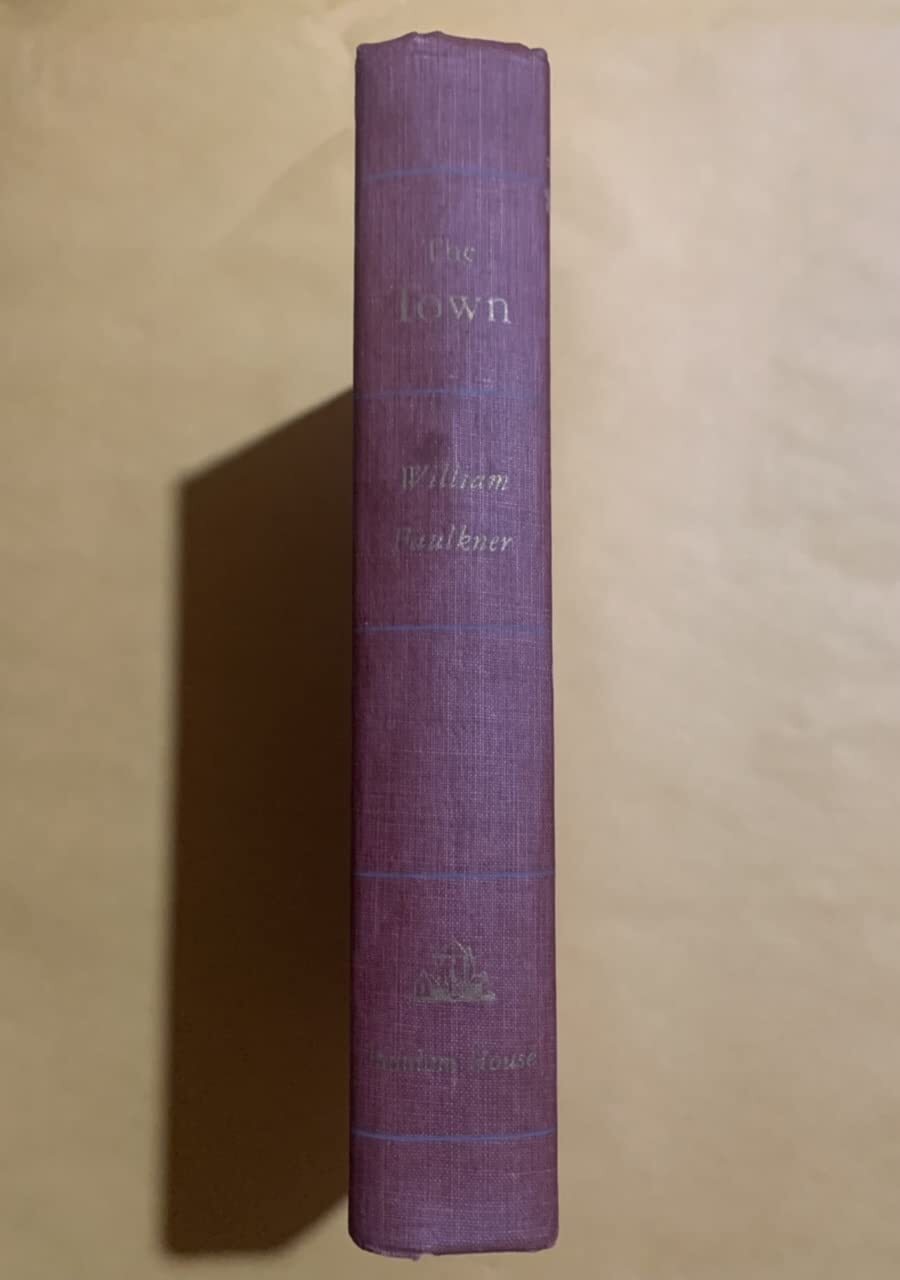 The
Town
William
Faulkner
Random House